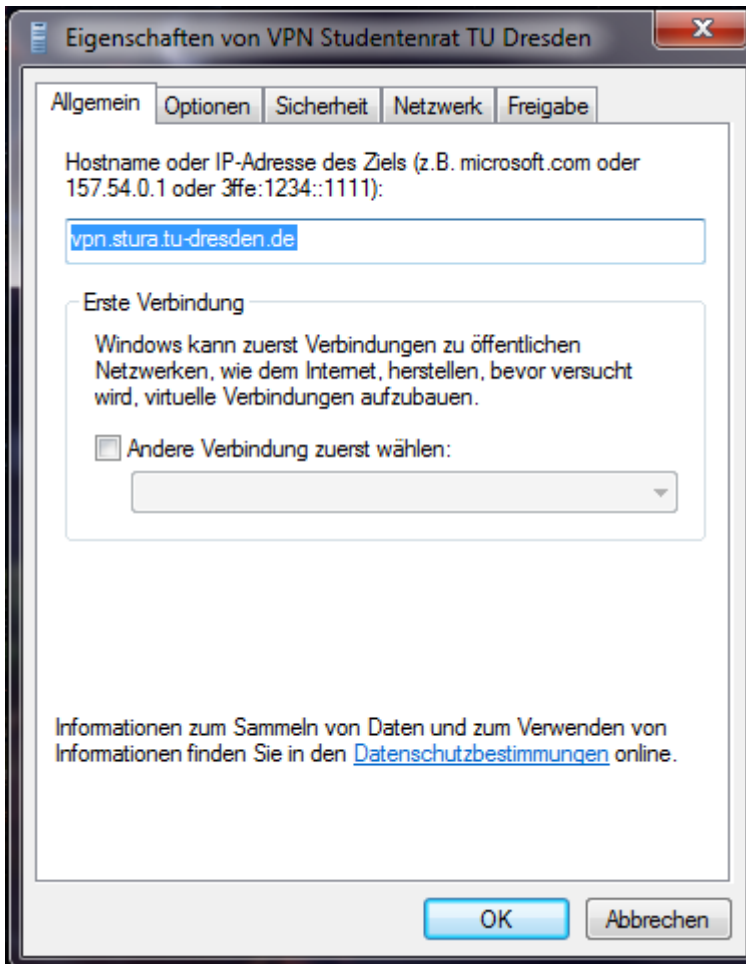 Eigenschaften von VPN Studentenrat TU Dresden
Allgemein Optionen Sicherheit Netzwerk Freigabe
Hostname oder IP-Adresse des Ziels (z.B. microsoft.com oder
157.54.0.1 oder 3ffe:1234::1111):
vpn.stura.tu-dresden.de
Erste Verbindung
Windows kann zuerst Verbindungen zu öffentlichen
Netzwerken, wie dem Internet, herstellen, bevor versucht
wird, virtuelle Verbindungen aufzubauen.
Andere Verbindung zuerst wählen:
Informationen zum Sammeln von Daten und zum Verwenden von
Informationen finden Sie in den Datenschutzbestimmungen online.
OK Abbrechen